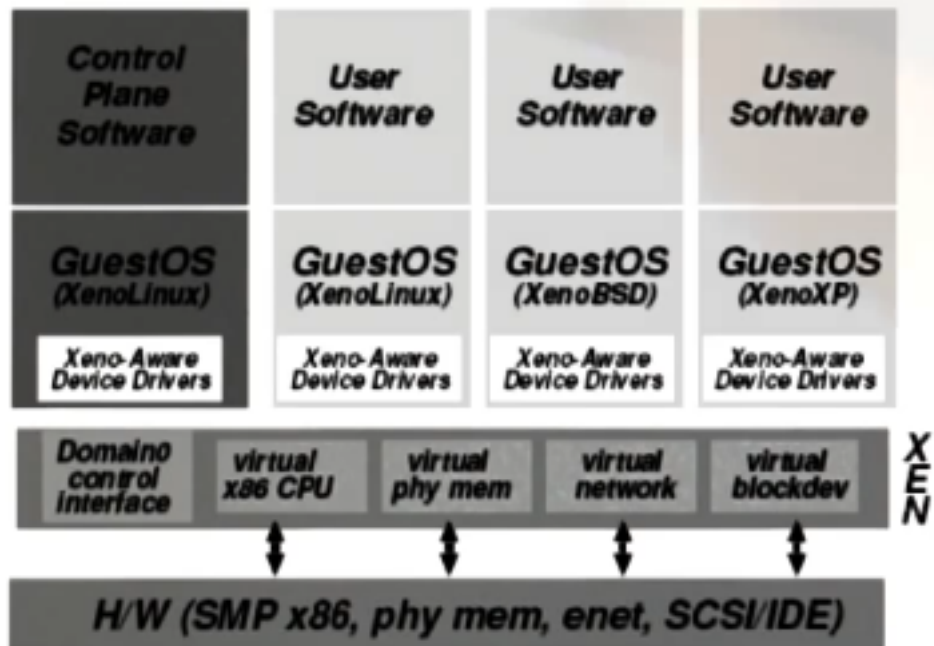 Control
Plane
Software
User
Software
User
Software
User
Software
GuestOS
(XenoLinux)
Xeno-Aware
Device Drivers
GuestOS
(XenoLinux)
Xeno-Aware
Device Drivers
GuestOS
(XenoBSD)
Xeno-Aware
Device Drivers
GuestOS
(XenoXP)
Xeno-Aware
Device Drivers
Domain0
control
interface
virtual
x86 CPU
virtual
phy mem
virtual
network
virtual
blockdev
XEN
H/W (SMP x86, phy mem, enet, SCSI/IDE)